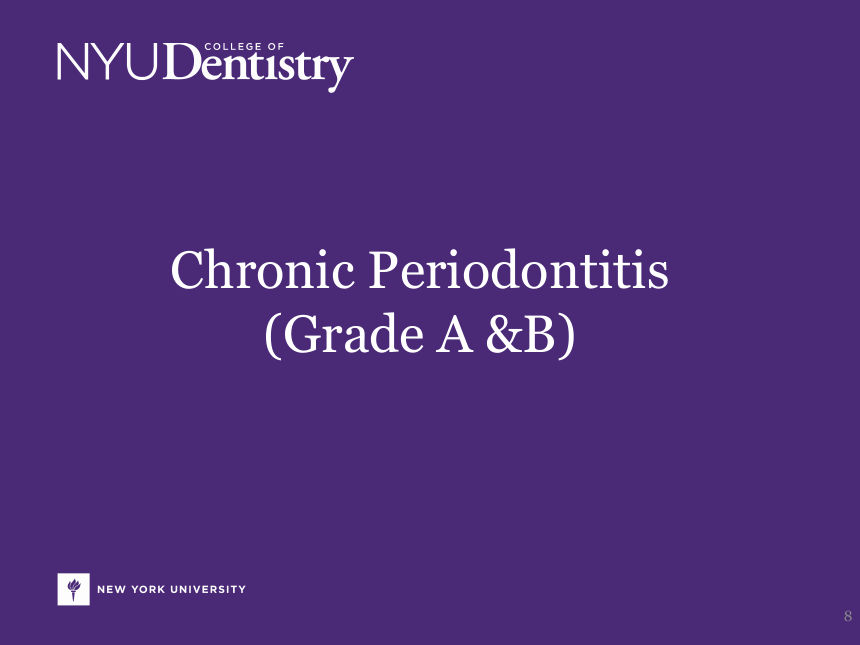 NYU COLLEGE OF Dentistry
Chronic Periodontitis
(Grade A &B)
NEW YORK UNIVERSITY
8